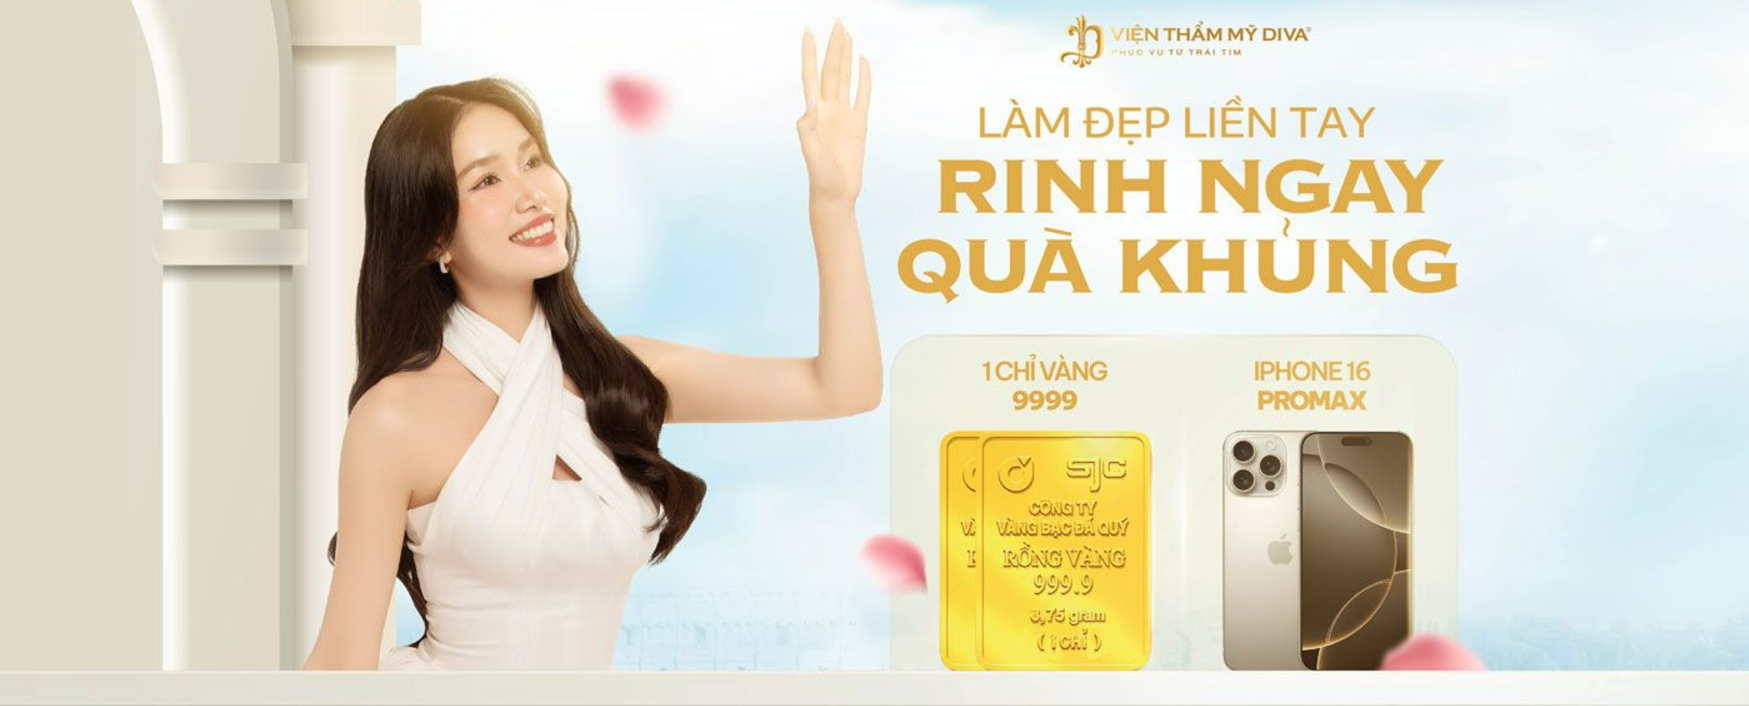 VIỆN THẨM MỸ DIVA®
PHỤC VỤ TỪ TRÁI TIM
LÀM ĐẸP LIỀN TAY
RINH NGAY
QUÀ KHỦNG
1 CHỈ VÀNG
9999
IPHONE 16
PROMAX
SJC
CÔNG TY
VÀNG BẠC ĐÁ QUÝ
RỒNG VÀNG
999.9
3,75 gram
( 1 CHỈ )